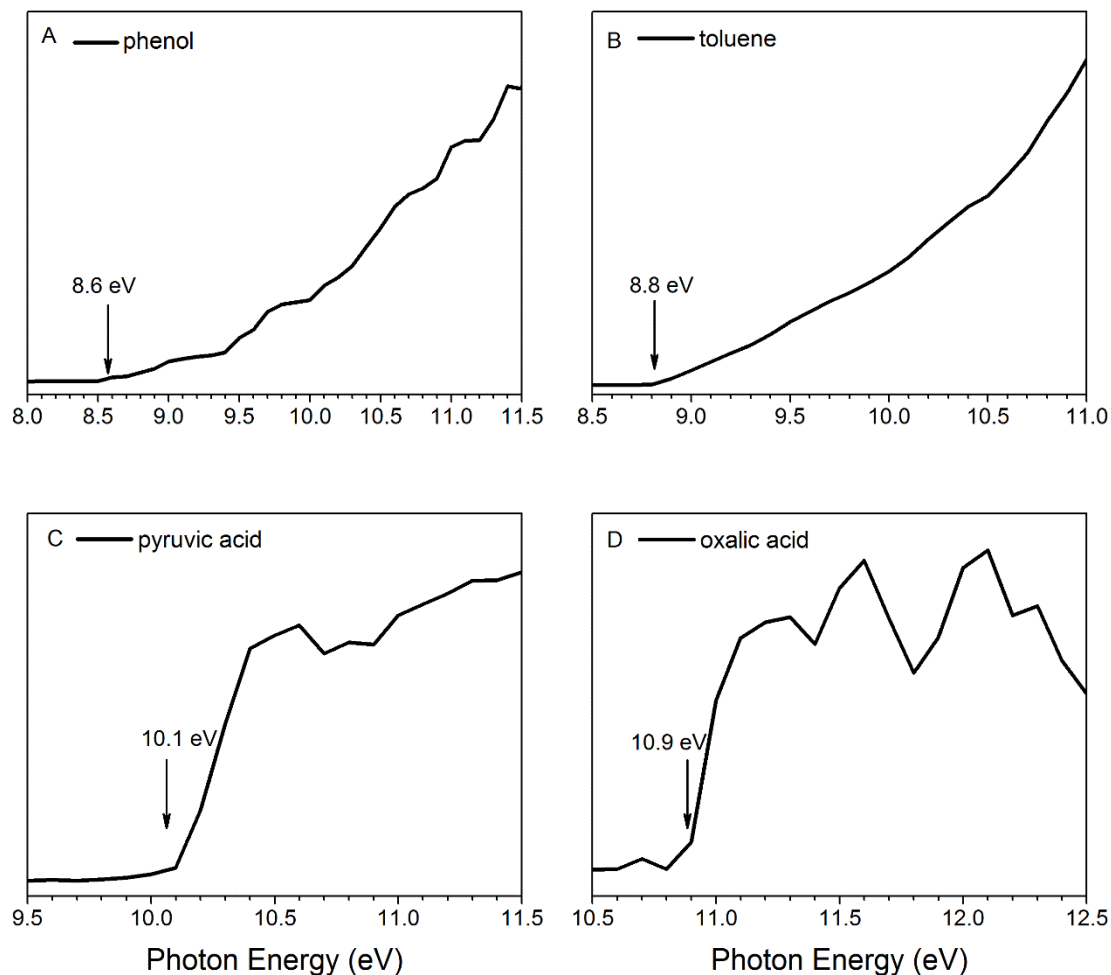 A phenol
8.6 eV
8.0 8.5 9.0 9.5 10.0 10.5 11.0 11.5
B toluene
8.8 eV
8.5 9.0 9.5 10.0 10.5 11.0
C pyruvic acid
10.1 eV
9.5 10.0 10.5 11.0 11.5
Photon Energy (eV)
D oxalic acid
10.9 eV
10.5 11.0 11.5 12.0 12.5
Photon Energy (eV)